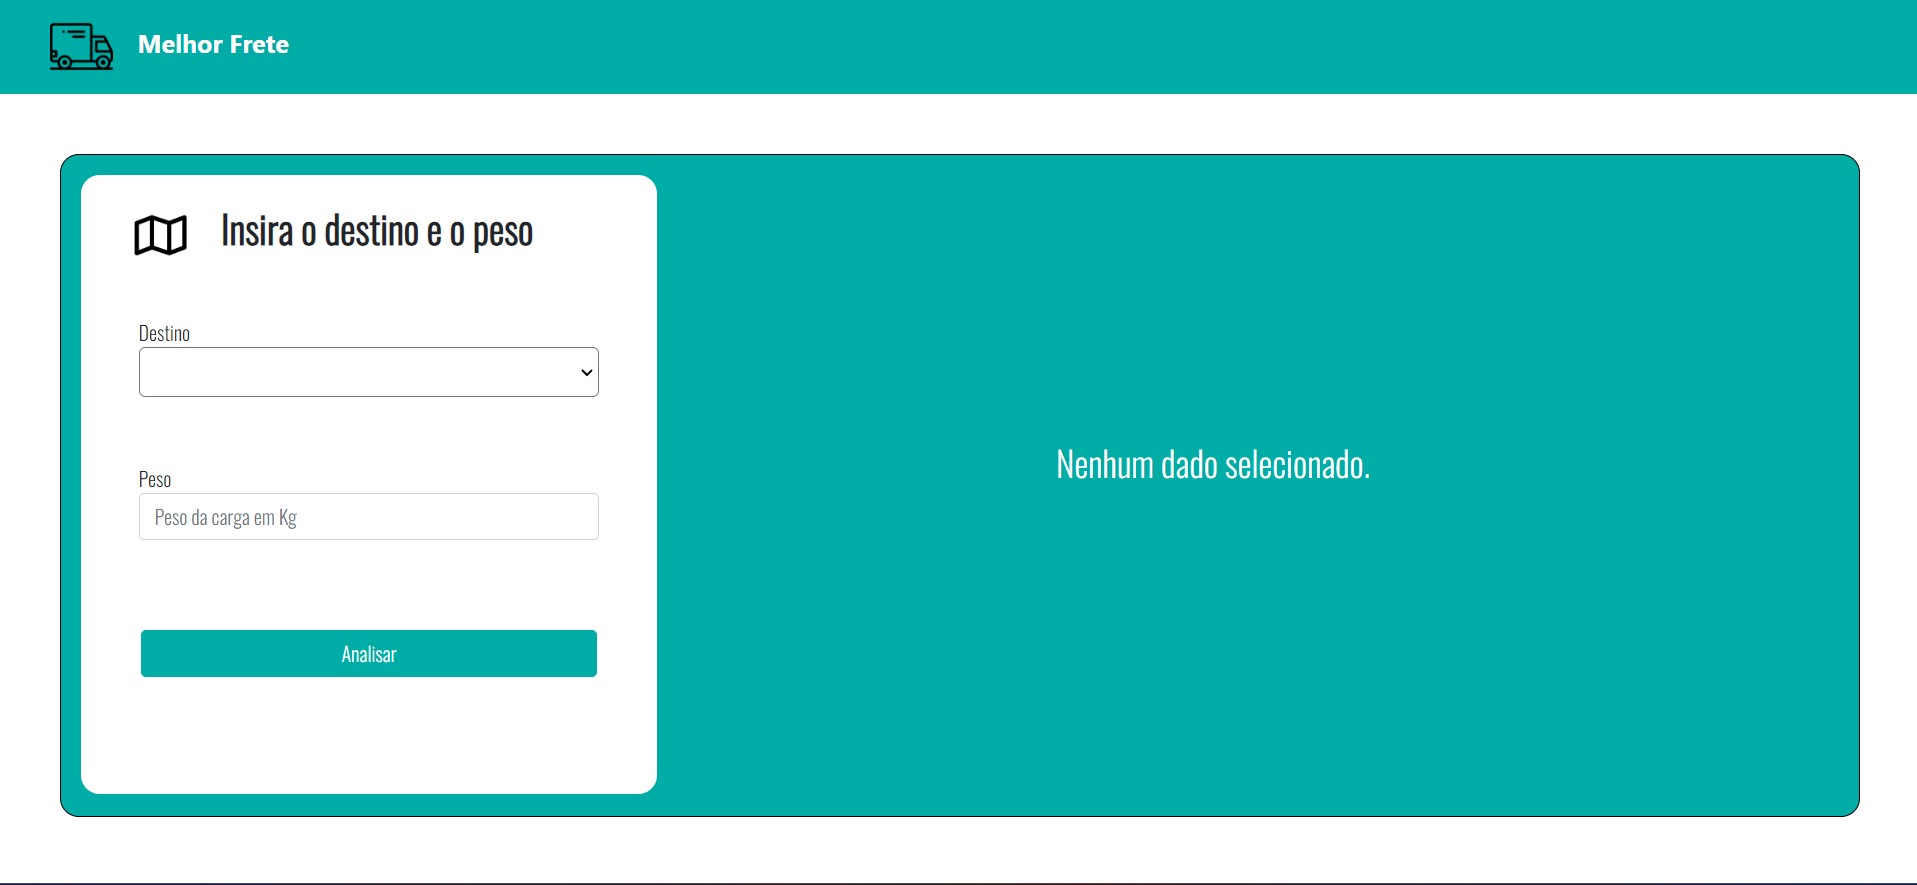 Melhor Frete
Insira o destino e o peso
Destino
Peso
Peso da carga em Kg
Analisar
Nenhum dado selecionado.